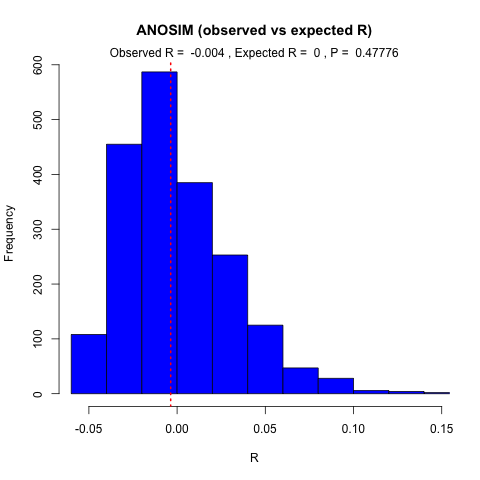 ANOSIM (observed vs expected R)
Observed R =  -0.004 , Expected R =  0 , P =  0.47776
600
500
400
300
200
100
0
Frequency
-0.05 0.00 0.05 0.10 0.15
R